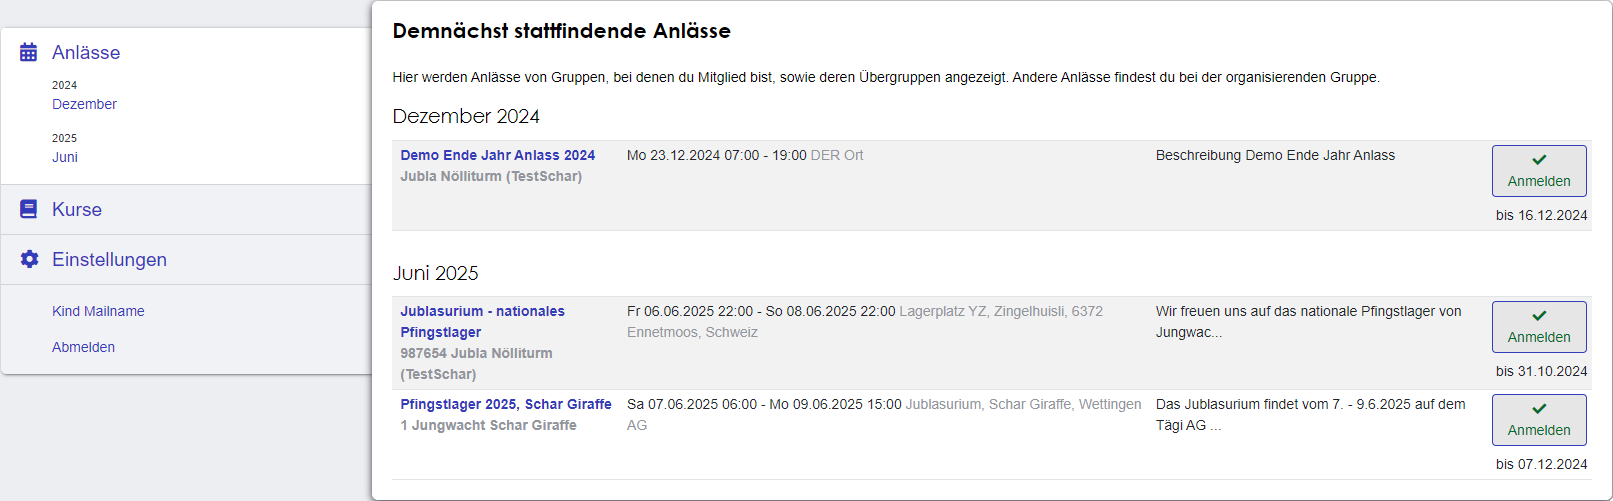 Anlässe
2024
Dezember
2025
Juni
Kurse
Einstellungen
Kind Mailname
Abmelden
Demnächst stattfindende Anlässe
Hier werden Anlässe von Gruppen, bei denen du Mitglied bist, sowie deren Übergruppen angezeigt. Andere Anlässe findest du bei der organisierenden Gruppe.
Dezember 2024
Demo Ende Jahr Anlass 2024
Jubla Nölliturm (TestSchar)
Mo 23.12.2024 07:00 - 19:00 DER Ort
Beschreibung Demo Ende Jahr Anlass
Anmelden
bis 16.12.2024
Juni 2025
Jublasurium - nationales
Pfingstlager
987654 Jubla Nölliturm
(TestSchar)
Fr 06.06.2025 22:00 - So 08.06.2025 22:00 Lagerplatz YZ, Zingelhuisli, 6372
Ennetmoos, Schweiz
Wir freuen uns auf das nationale Pfingstlager von
Jungwac...
Anmelden
bis 31.10.2024
Pfingstlager 2025, Schar Giraffe
1 Jungwacht Schar Giraffe
Sa 07.06.2025 06:00 - Mo 09.06.2025 15:00 Jublasurium, Schar Giraffe, Wettingen
AG
Das Jublasurium findet vom 7. - 9.6.2025 auf dem
Tägi AG ...
Anmelden
bis 07.12.2024